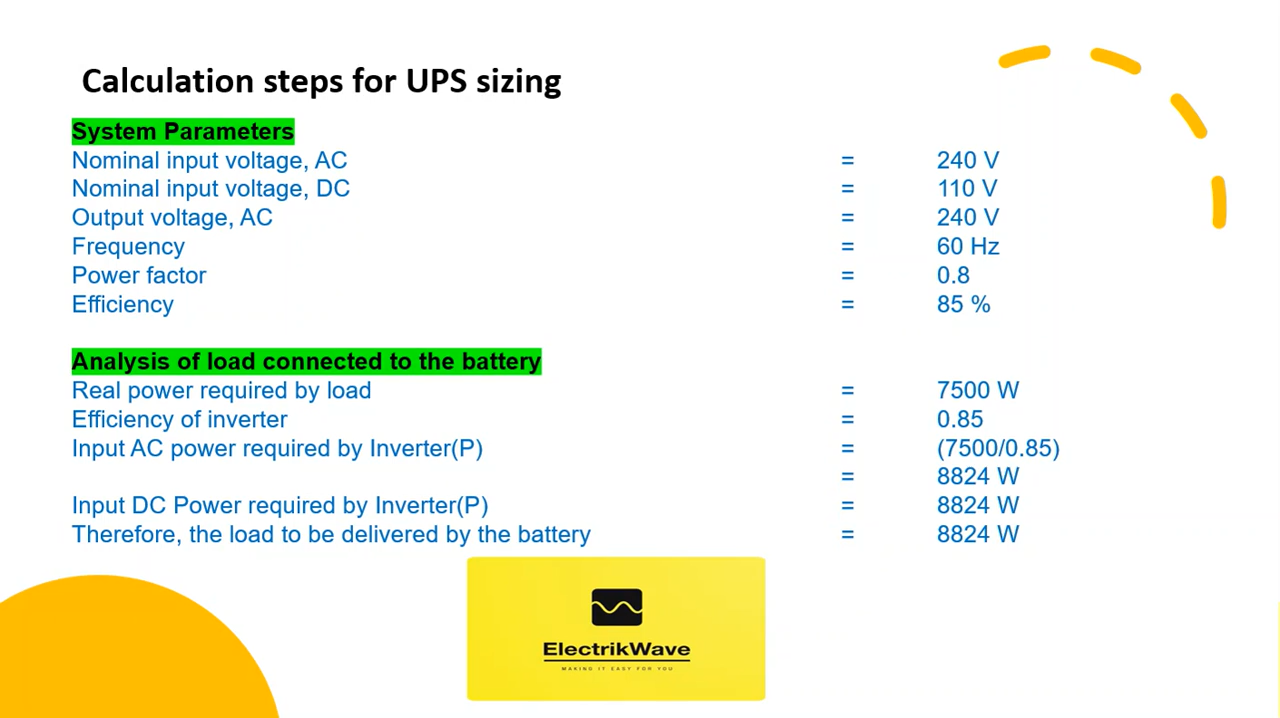 Calculation steps for UPS sizing
System Parameters
Nominal input voltage, AC = 240 V
Nominal input voltage, DC = 110 V
Output voltage, AC = 240 V
Frequency = 60 Hz
Power factor = 0.8
Efficiency = 85 %
Analysis of load connected to the battery
Real power required by load = 7500 W
Efficiency of inverter = 0.85
Input AC power required by Inverter(P) = (7500/0.85)
= 8824 W
Input DC Power required by Inverter(P) = 8824 W
Therefore, the load to be delivered by the battery = 8824 W
ElectrikWave
MAKING IT EASY FOR YOU